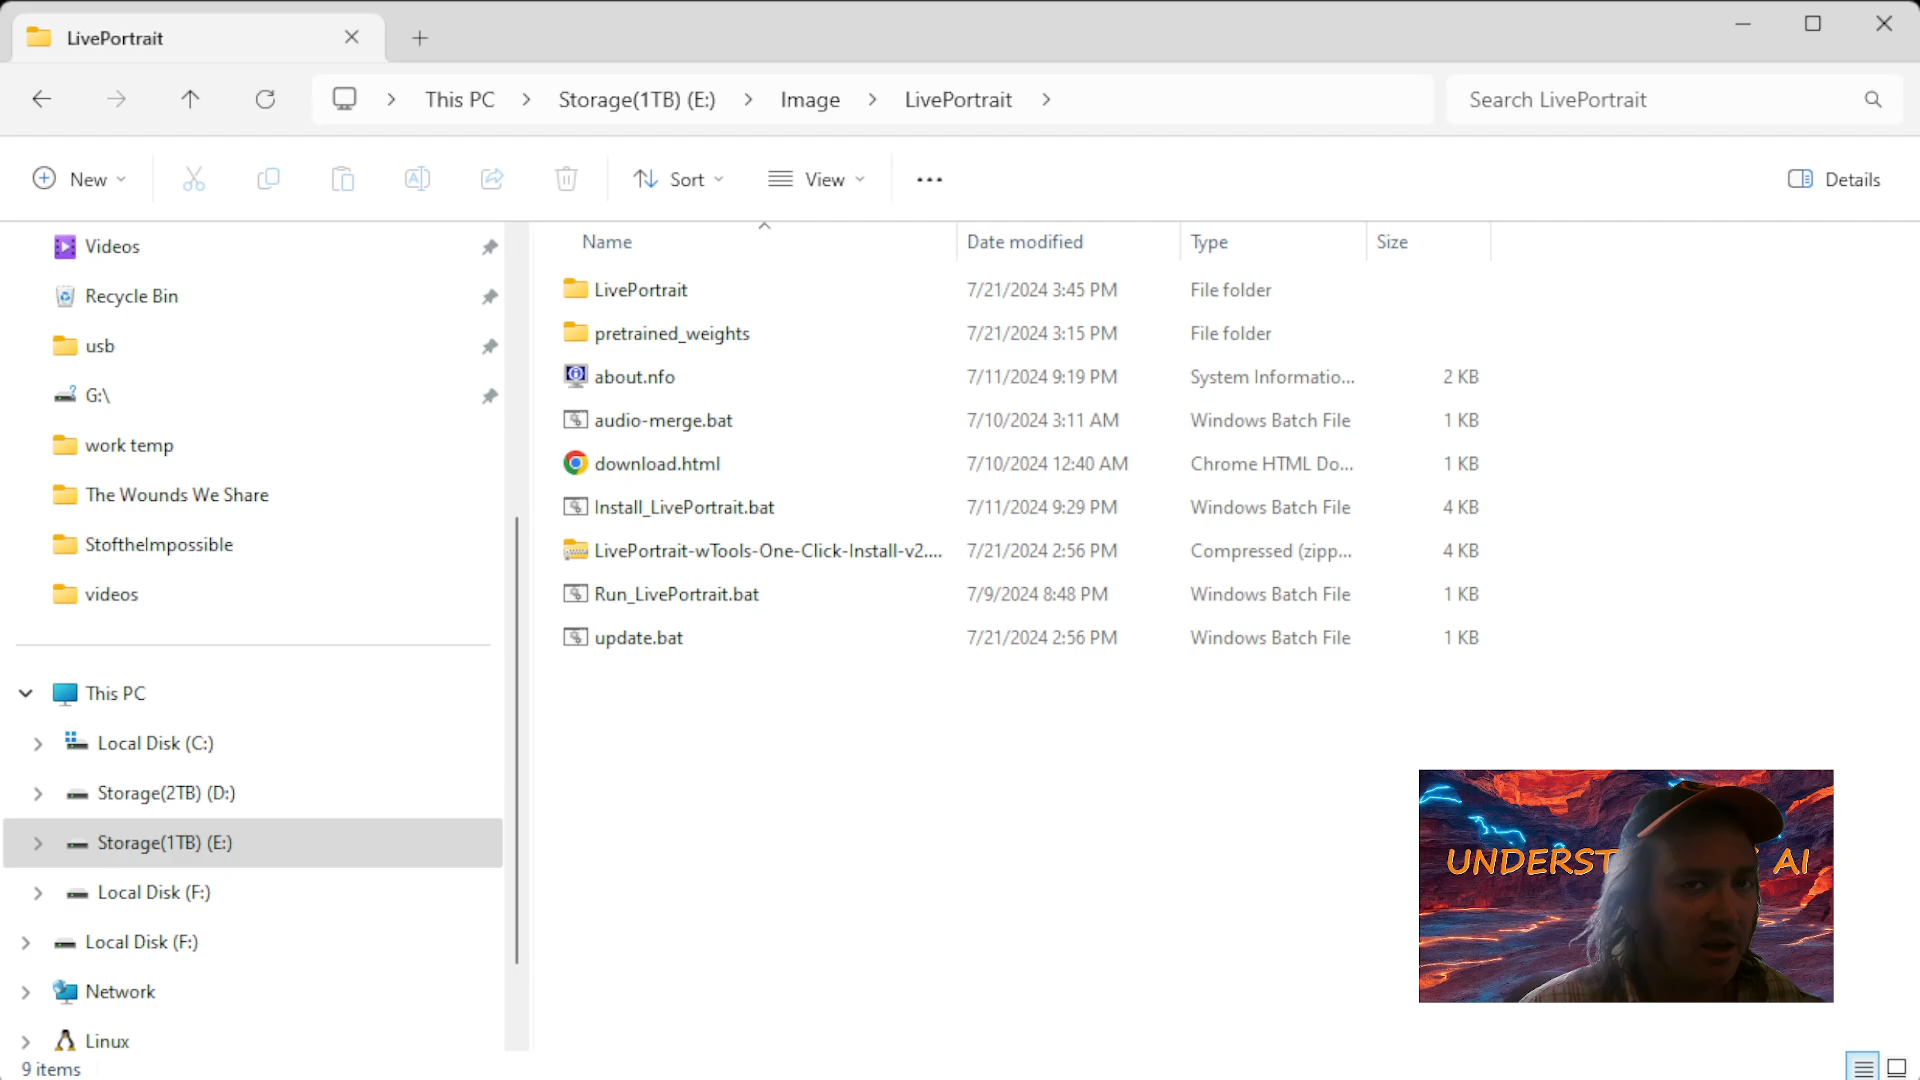 LivePortrait
This PC > Storage(1TB) (E:) > Image > LivePortrait >
Search LivePortrait
New
Sort
View
Details
Videos
Recycle Bin
usb
G:\
work temp
The Wounds We Share
StoftheImpossible
videos
This PC
Local Disk (C:)
Storage(2TB) (D:)
Storage(1TB) (E:)
Local Disk (F:)
Local Disk (F:)
Network
Linux
9 items
Name Date modified Type Size
LivePortrait 7/21/2024 3:45 PM File folder
pretrained_weights 7/21/2024 3:15 PM File folder
about.nfo 7/11/2024 9:19 PM System Informatio... 2 KB
audio-merge.bat 7/10/2024 3:11 AM Windows Batch File 1 KB
download.html 7/10/2024 12:40 AM Chrome HTML Do... 1 KB
Install_LivePortrait.bat 7/11/2024 9:29 PM Windows Batch File 4 KB
LivePortrait-wTools-One-Click-Install-v2.... 7/21/2024 2:56 PM Compressed (zipp... 4 KB
Run_LivePortrait.bat 7/9/2024 8:48 PM Windows Batch File 1 KB
update.bat 7/21/2024 2:56 PM Windows Batch File 1 KB
AI